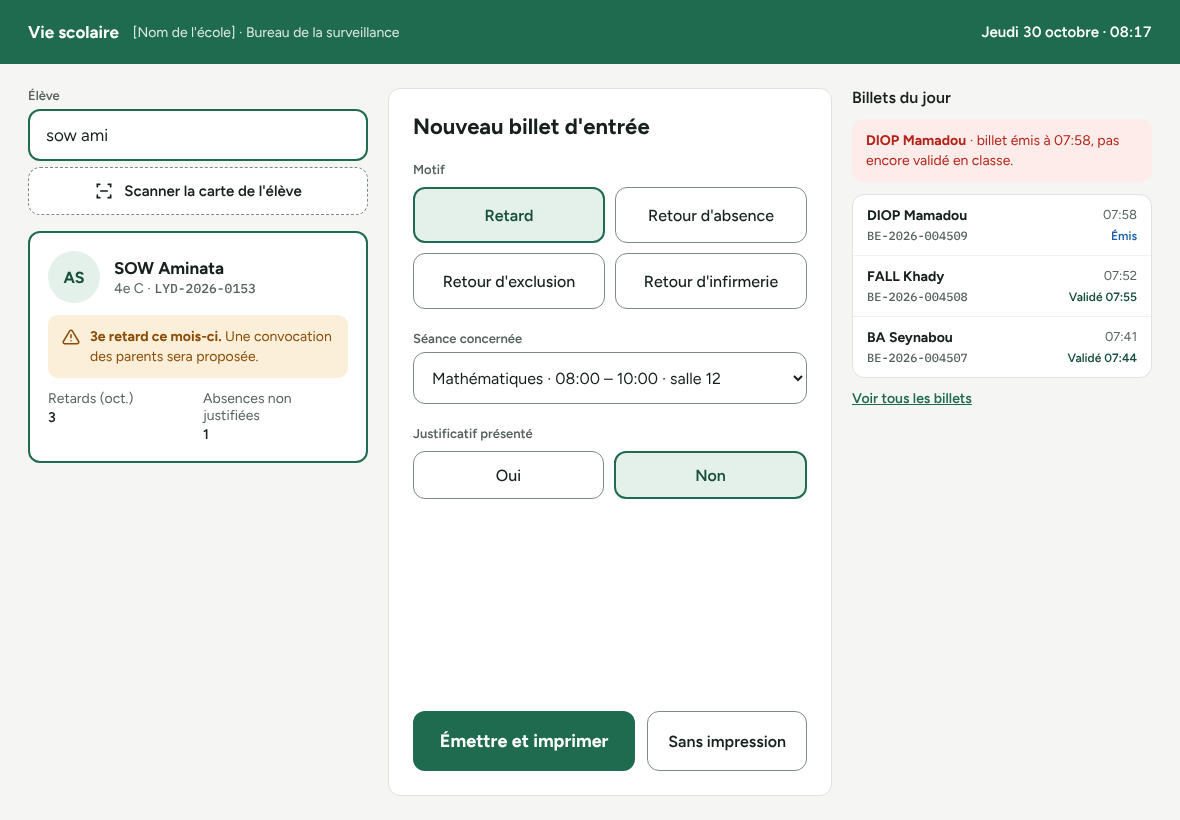 Vie scolaire [Nom de l'école] · Bureau de la surveillance
Jeudi 30 octobre · 08:17
Élève
sow ami
Scanner la carte de l'élève
AS
SOW Aminata
4e C · LYD-2026-0153
3e retard ce mois-ci. Une convocation
des parents sera proposée.
Retards (oct.)
3
Absences non
justifiées
1
Nouveau billet d'entrée
Motif
Retard
Retour d'absence
Retour d'exclusion
Retour d'infirmerie
Séance concernée
Mathématiques · 08:00 – 10:00 · salle 12
Justificatif présenté
Oui
Non
Émettre et imprimer
Sans impression
Billets du jour
DIOP Mamadou · billet émis à 07:58, pas
encore validé en classe.
DIOP Mamadou 07:58
BE-2026-004509 Émis
FALL Khady 07:52
BE-2026-004508 Validé 07:55
BA Seynabou 07:41
BE-2026-004507 Validé 07:44
Voir tous les billets